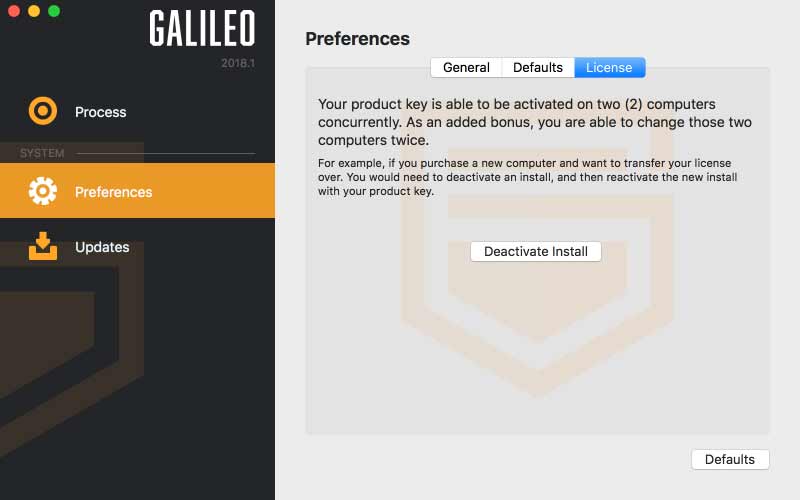 GALILEO
2018.1
Process
SYSTEM
Preferences
Updates
Preferences
General
Defaults
License
Your product key is able to be activated on two (2) computers
concurrently. As an added bonus, you are able to change those two
computers twice.
For example, if you purchase a new computer and want to transfer your license
over. You would need to deactivate an install, and then reactivate the new install
with your product key.
Deactivate Install
Defaults